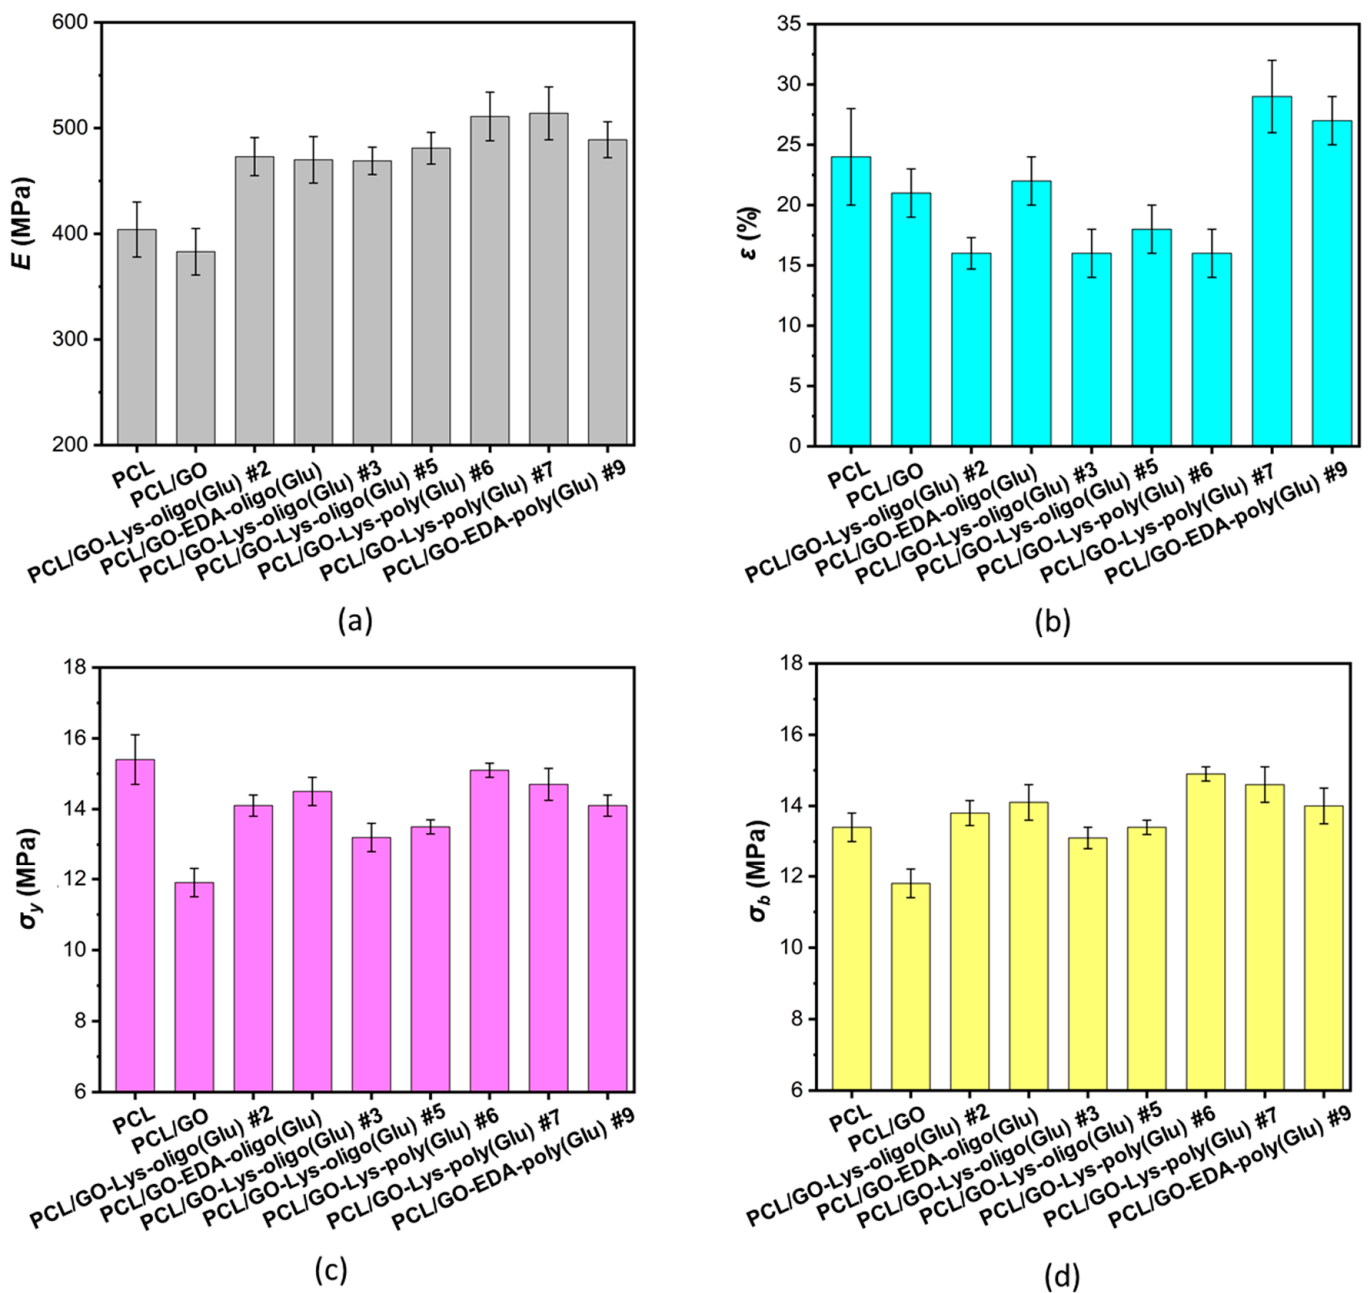 600
500
400
300
200
E (MPa)
PCL
PCL/GO
PCL/GO-Lys-oligo(Glu) #2
PCL/GO-EDA-oligo(Glu)
PCL/GO-Lys-oligo(Glu) #3
PCL/GO-Lys-oligo(Glu) #5
PCL/GO-Lys-poly(Glu) #6
PCL/GO-Lys-poly(Glu) #7
PCL/GO-EDA-poly(Glu) #9
(a)
35
30
25
20
15
10
5
0
ε (%)
PCL
PCL/GO
PCL/GO-Lys-oligo(Glu) #2
PCL/GO-EDA-oligo(Glu)
PCL/GO-Lys-oligo(Glu) #3
PCL/GO-Lys-oligo(Glu) #5
PCL/GO-Lys-poly(Glu) #6
PCL/GO-Lys-poly(Glu) #7
PCL/GO-EDA-poly(Glu) #9
(b)
18
16
14
12
10
8
6
σy (MPa)
PCL
PCL/GO
PCL/GO-Lys-oligo(Glu) #2
PCL/GO-EDA-oligo(Glu)
PCL/GO-Lys-oligo(Glu) #3
PCL/GO-Lys-oligo(Glu) #5
PCL/GO-Lys-poly(Glu) #6
PCL/GO-Lys-poly(Glu) #7
PCL/GO-EDA-poly(Glu) #9
(c)
18
16
14
12
10
8
6
σb (MPa)
PCL
PCL/GO
PCL/GO-Lys-oligo(Glu) #2
PCL/GO-EDA-oligo(Glu)
PCL/GO-Lys-oligo(Glu) #3
PCL/GO-Lys-oligo(Glu) #5
PCL/GO-Lys-poly(Glu) #6
PCL/GO-Lys-poly(Glu) #7
PCL/GO-EDA-poly(Glu) #9
(d)